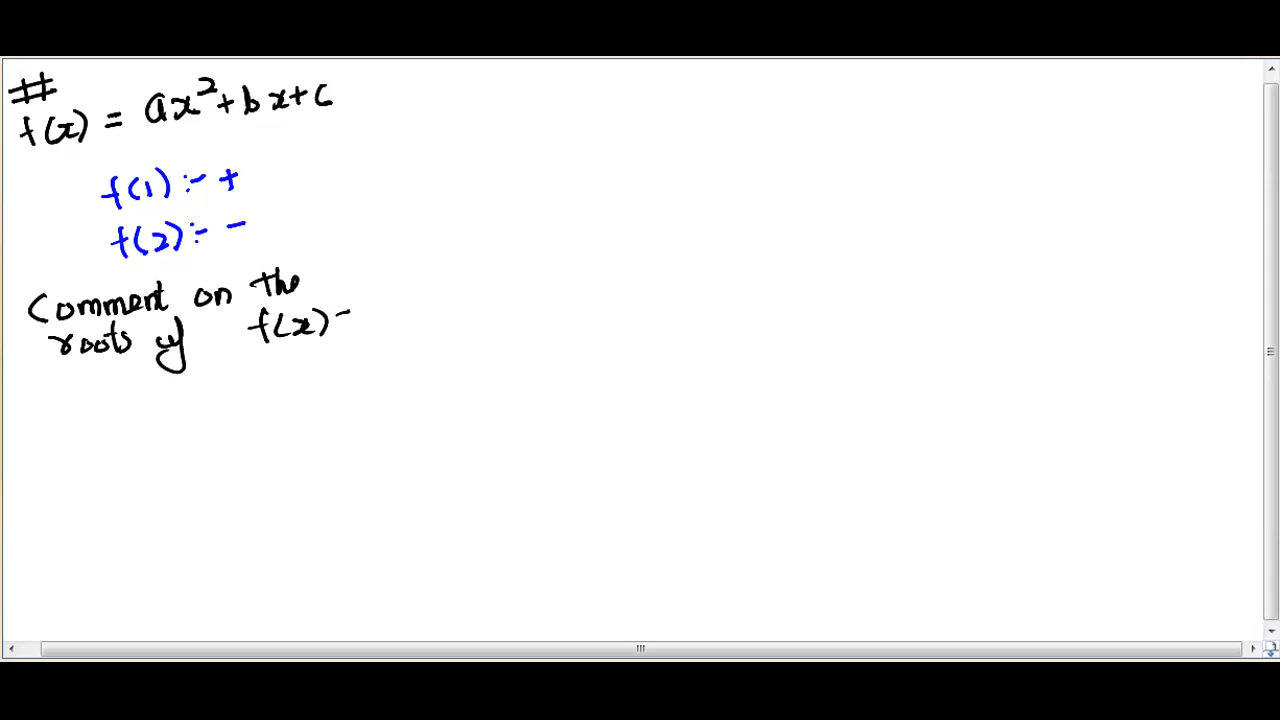 #
f(x) = ax²+bx+c
f(1) :- +
f(2) :- -
Comment on the
roots of f(x) -